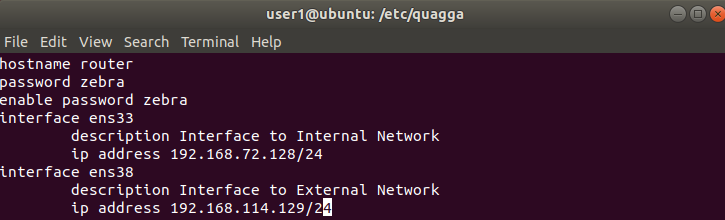 user1@ubuntu: /etc/quagga
File Edit View Search Terminal Help
hostname router
password zebra
enable password zebra
interface ens33
        description Interface to Internal Network
        ip address 192.168.72.128/24
interface ens38
        description Interface to External Network
        ip address 192.168.114.129/24